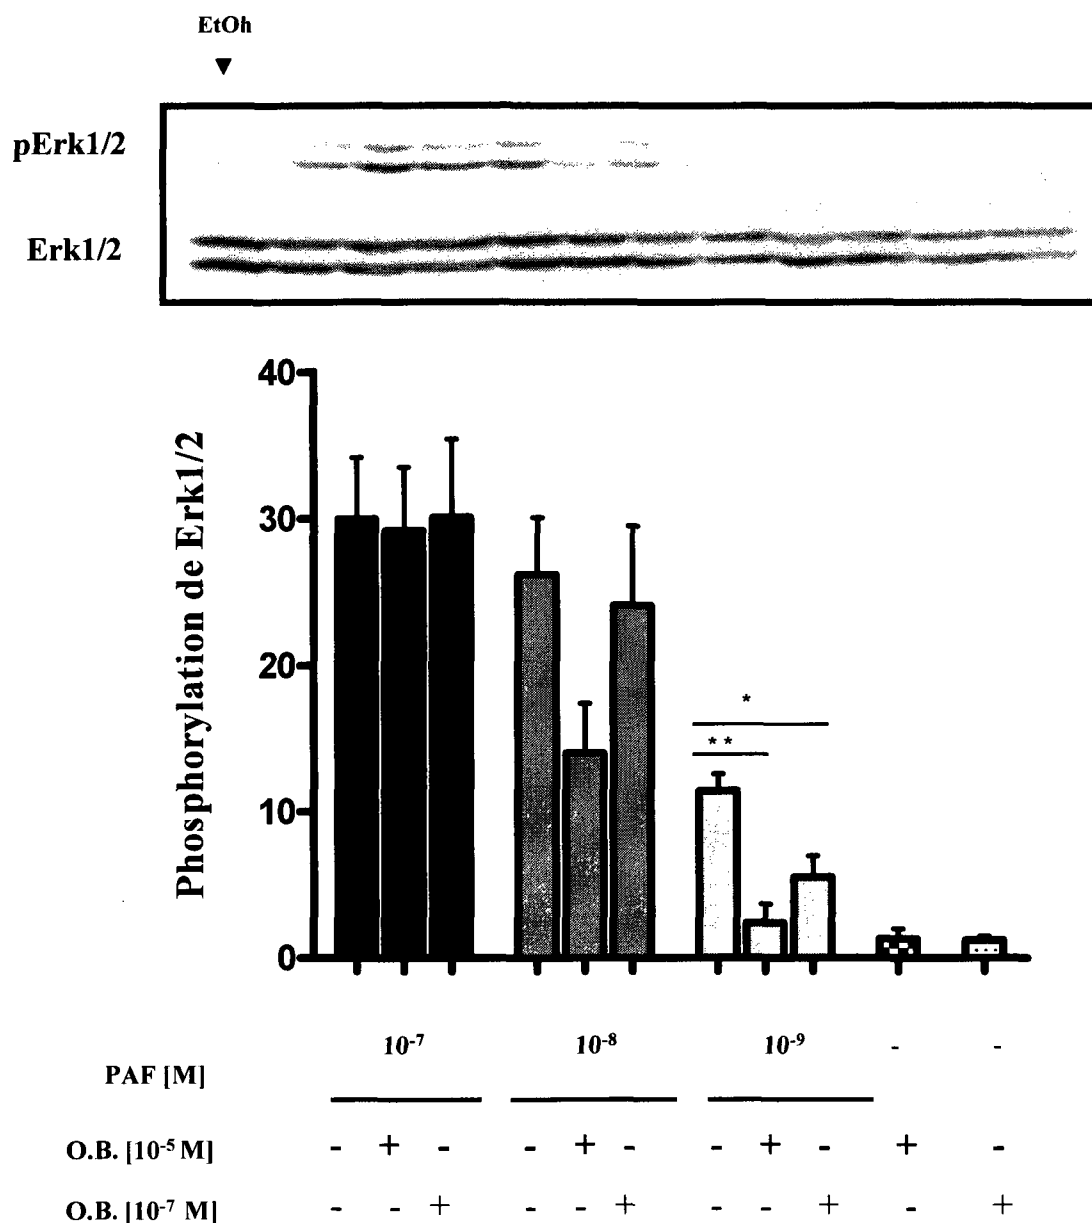 EtOh
▼
pErk1/2
Erk1/2
Phosphorylation de Erk1/2
40
30
20
10
0
*
**
10⁻⁷ 10⁻⁸ 10⁻⁹ - -
PAF [M]
O.B. [10⁻⁵ M] - + - - + - - + - + -
O.B. [10⁻⁷ M] - - + - - + - - + - +